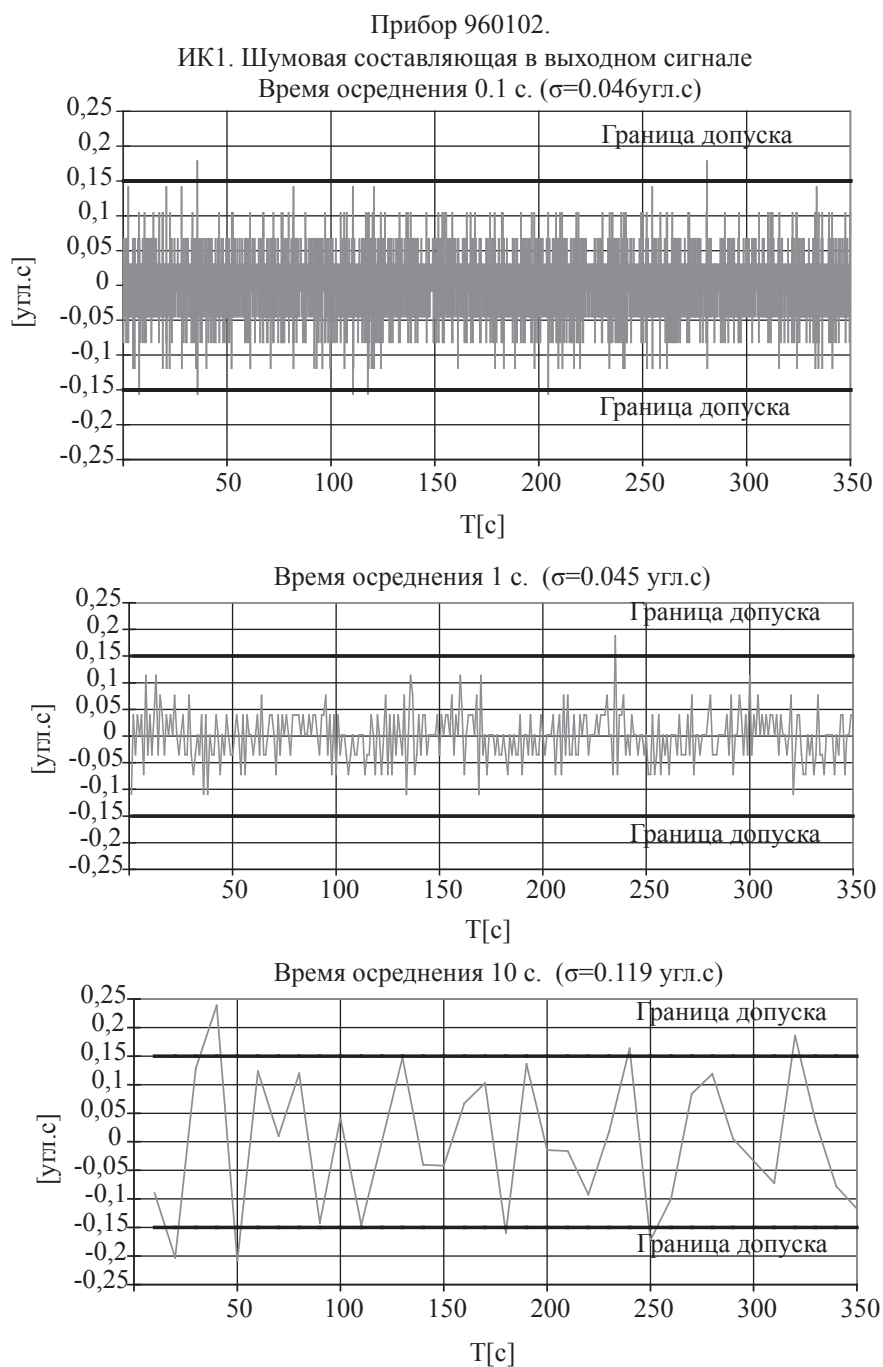 Прибор 960102.
ИК1. Шумовая составляющая в выходном сигнале
Время осреднения 0.1 с. (σ=0.046угл.с)
0,25
0,2
0,15
0,1
0,05
0
-0,05
-0,1
-0,15
-0,2
-0,25
[угл.с]
Граница допуска
Граница допуска
50 100 150 200 250 300 350
T[c]
Время осреднения 1 с. (σ=0.045 угл.с)
0,25
0,2
0,15
0,1
0,05
0
-0,05
-0,1
-0,15
-0,2
-0,25
[угл.с]
Граница допуска
Граница допуска
50 100 150 200 250 300 350
T[c]
Время осреднения 10 с. (σ=0.119 угл.с)
0,25
0,2
0,15
0,1
0,05
0
-0,05
-0,1
-0,15
-0,2
-0,25
[угл.с]
Граница допуска
Граница допуска
50 100 150 200 250 300 350
T[c]